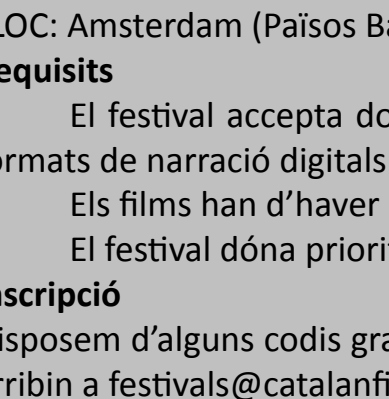 LOC: Amsterdam (Països Ba
equisits
El festival accepta do
ormats de narració digitals
Els films han d'haver
El festival dóna priorit
nscripció
isposem d'alguns codis gra
rribin a festivals@catalanfi